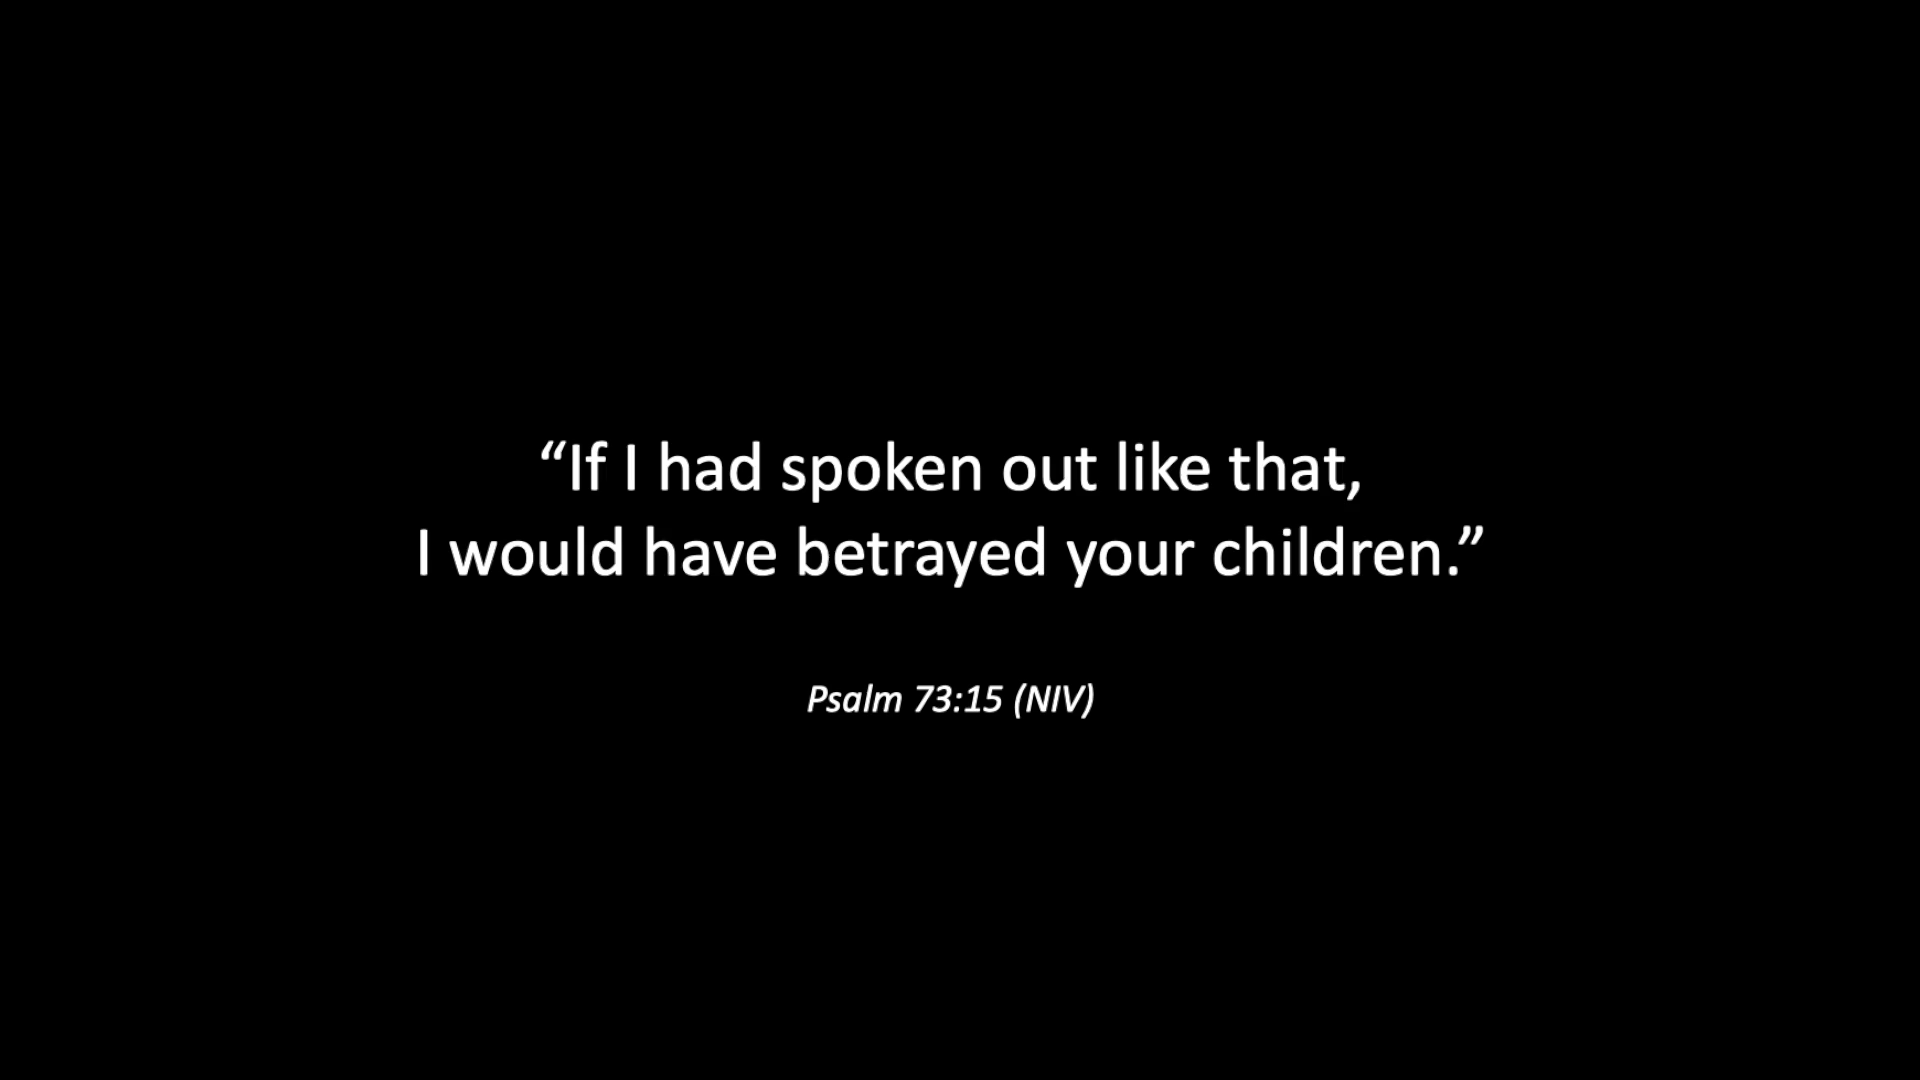 “If I had spoken out like that,
I would have betrayed your children.”
Psalm 73:15 (NIV)